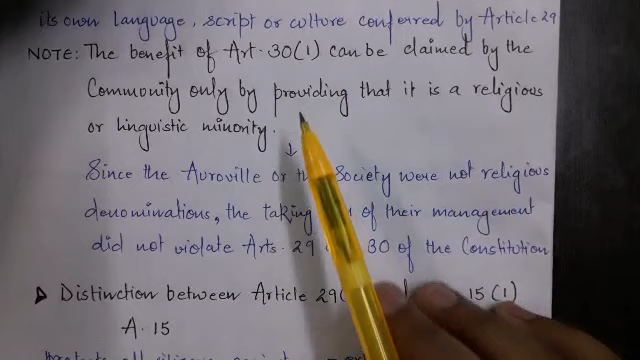 its own language, script or culture conferred by Article 29
NOTE: The benefit of Art. 30(1) can be claimed by the
Community only by providing that it is a religious
or linguistic minority.
Since the Auroville or the Society were not religious
denominations, the taking of their management
did not violate Arts. 29 30 of the Constitution
Distinction between Article 29( 15(1)
A. 15